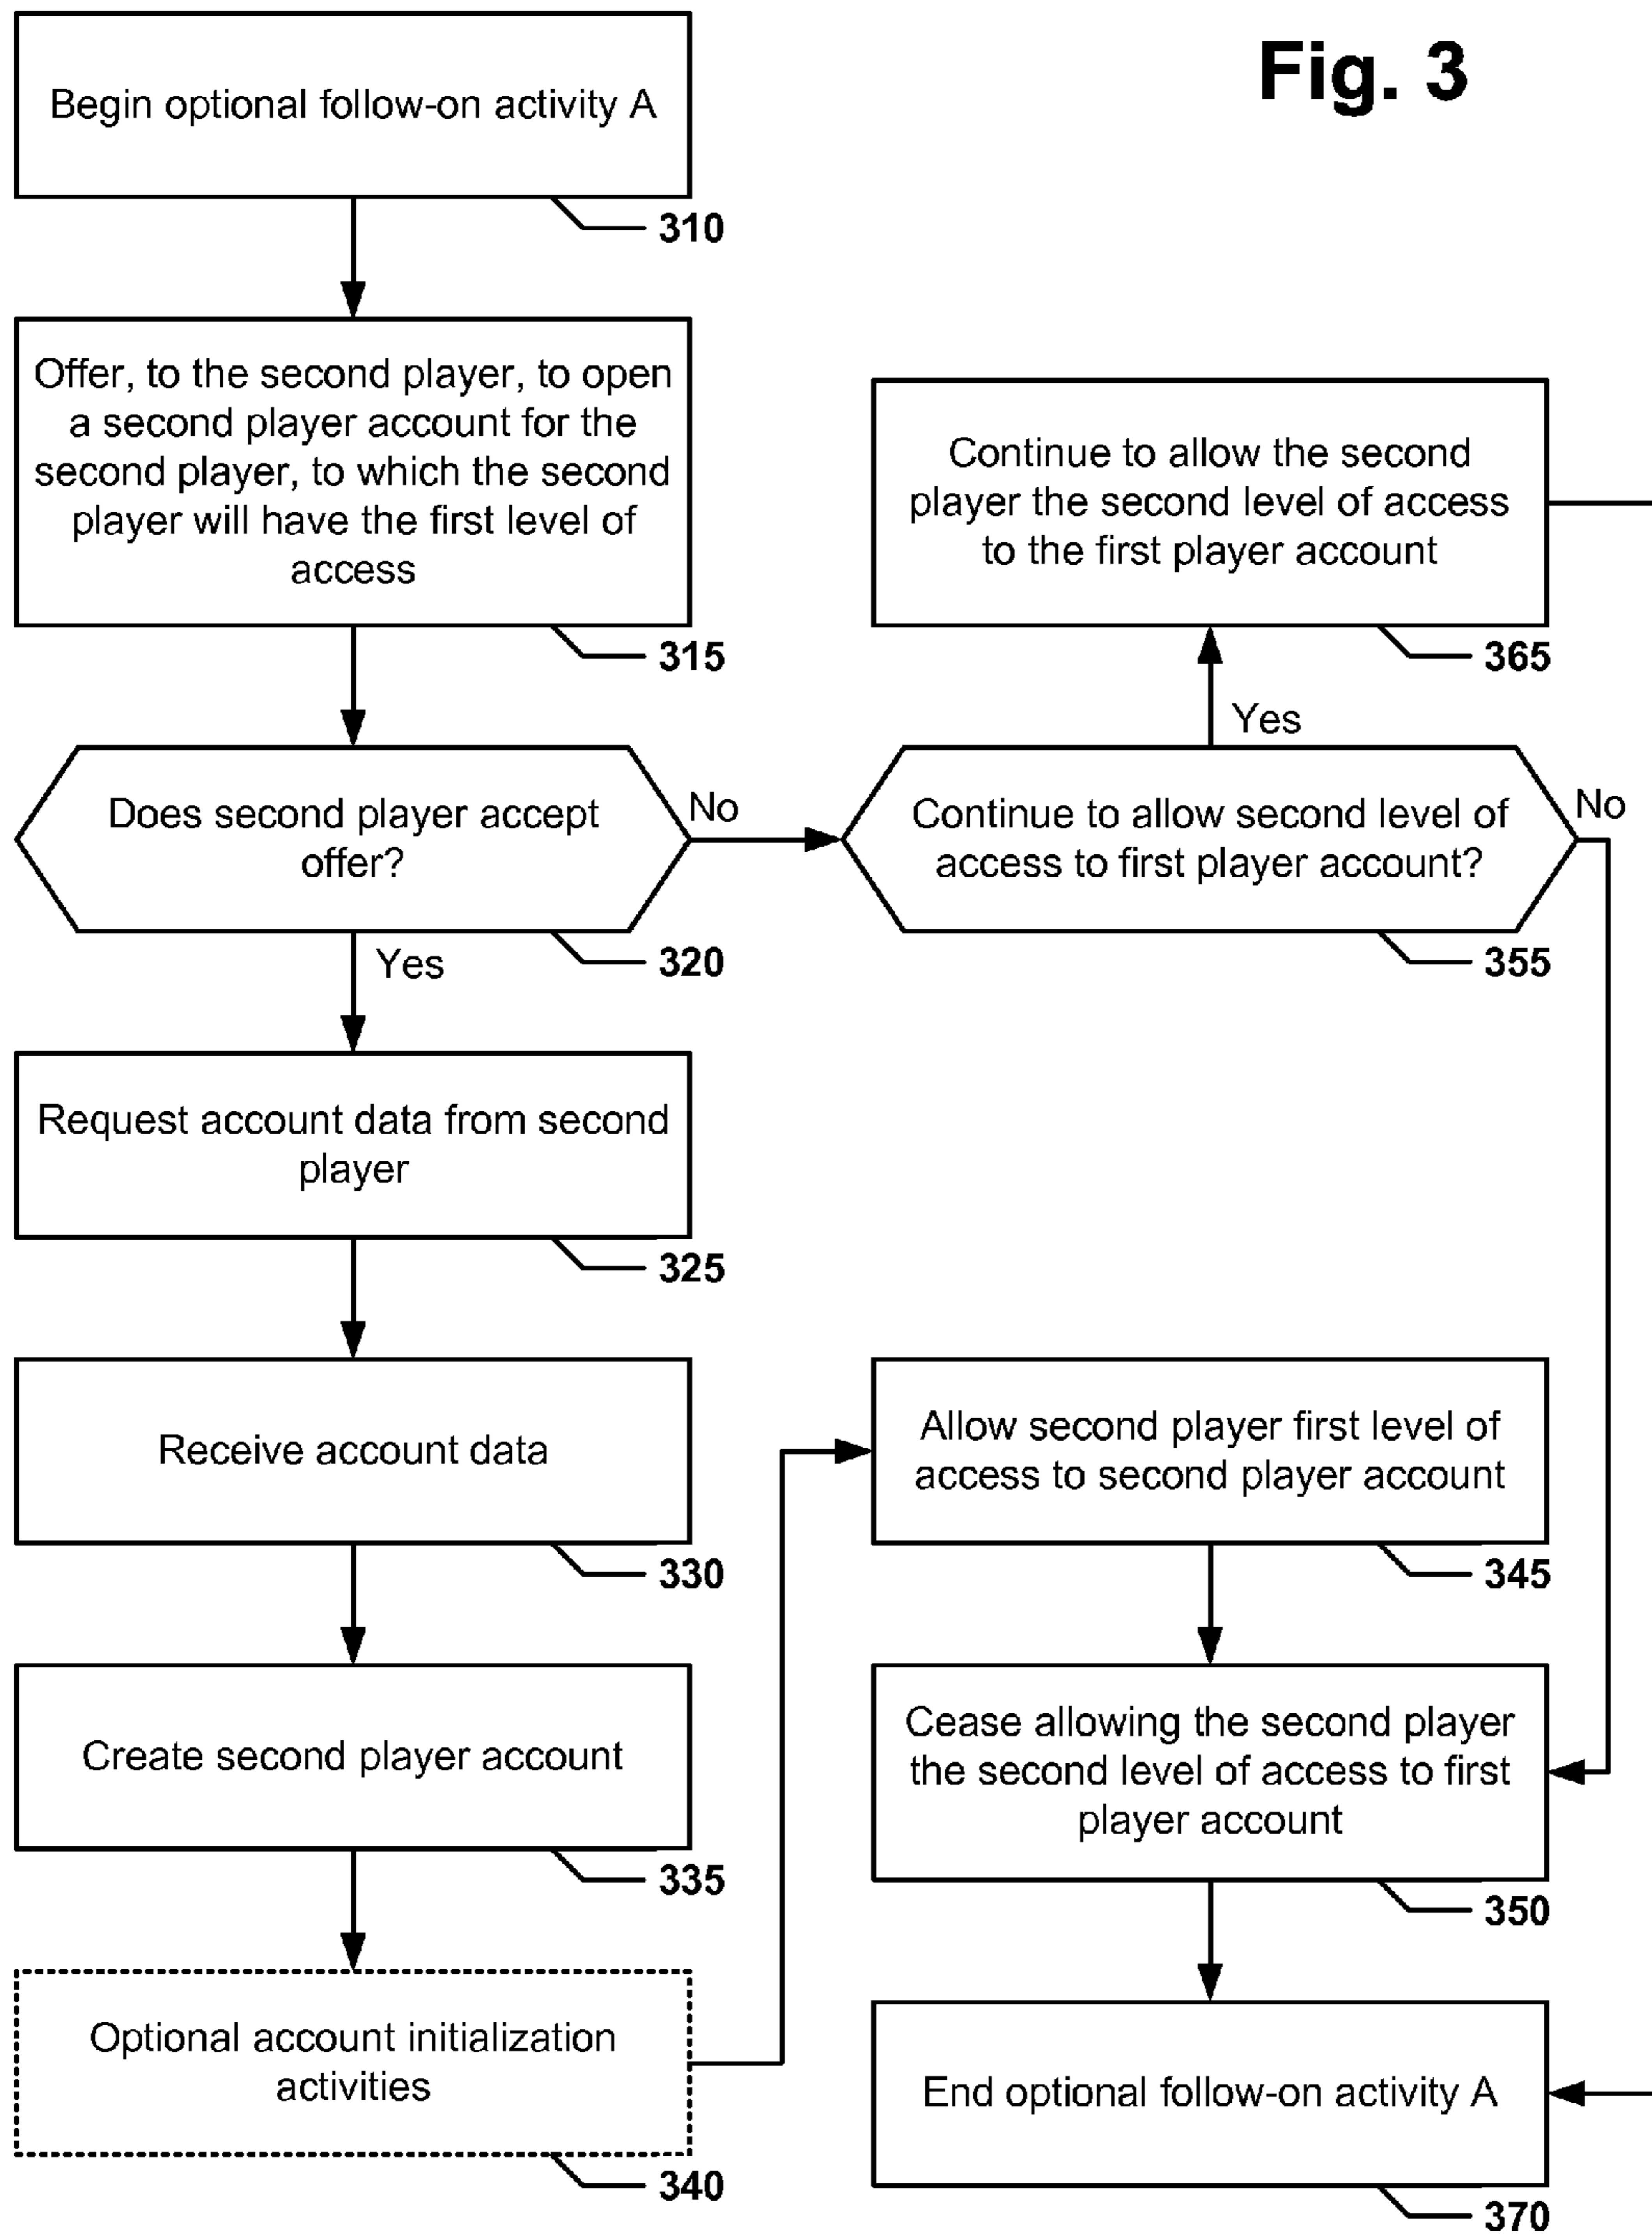 Fig. 3
Begin optional follow-on activity A
310
Offer, to the second player, to open
a second player account for the
second player, to which the second
player will have the first level of
access
315
Does second player accept
offer?
320
No
Yes
Request account data from second
player
325
Receive account data
330
Create second player account
335
Optional account initialization
activities
340
Continue to allow the second
player the second level of access
to the first player account
365
Yes
Continue to allow second level of
access to first player account?
355
No
Allow second player first level of
access to second player account
345
Cease allowing the second player
the second level of access to first
player account
350
End optional follow-on activity A
370